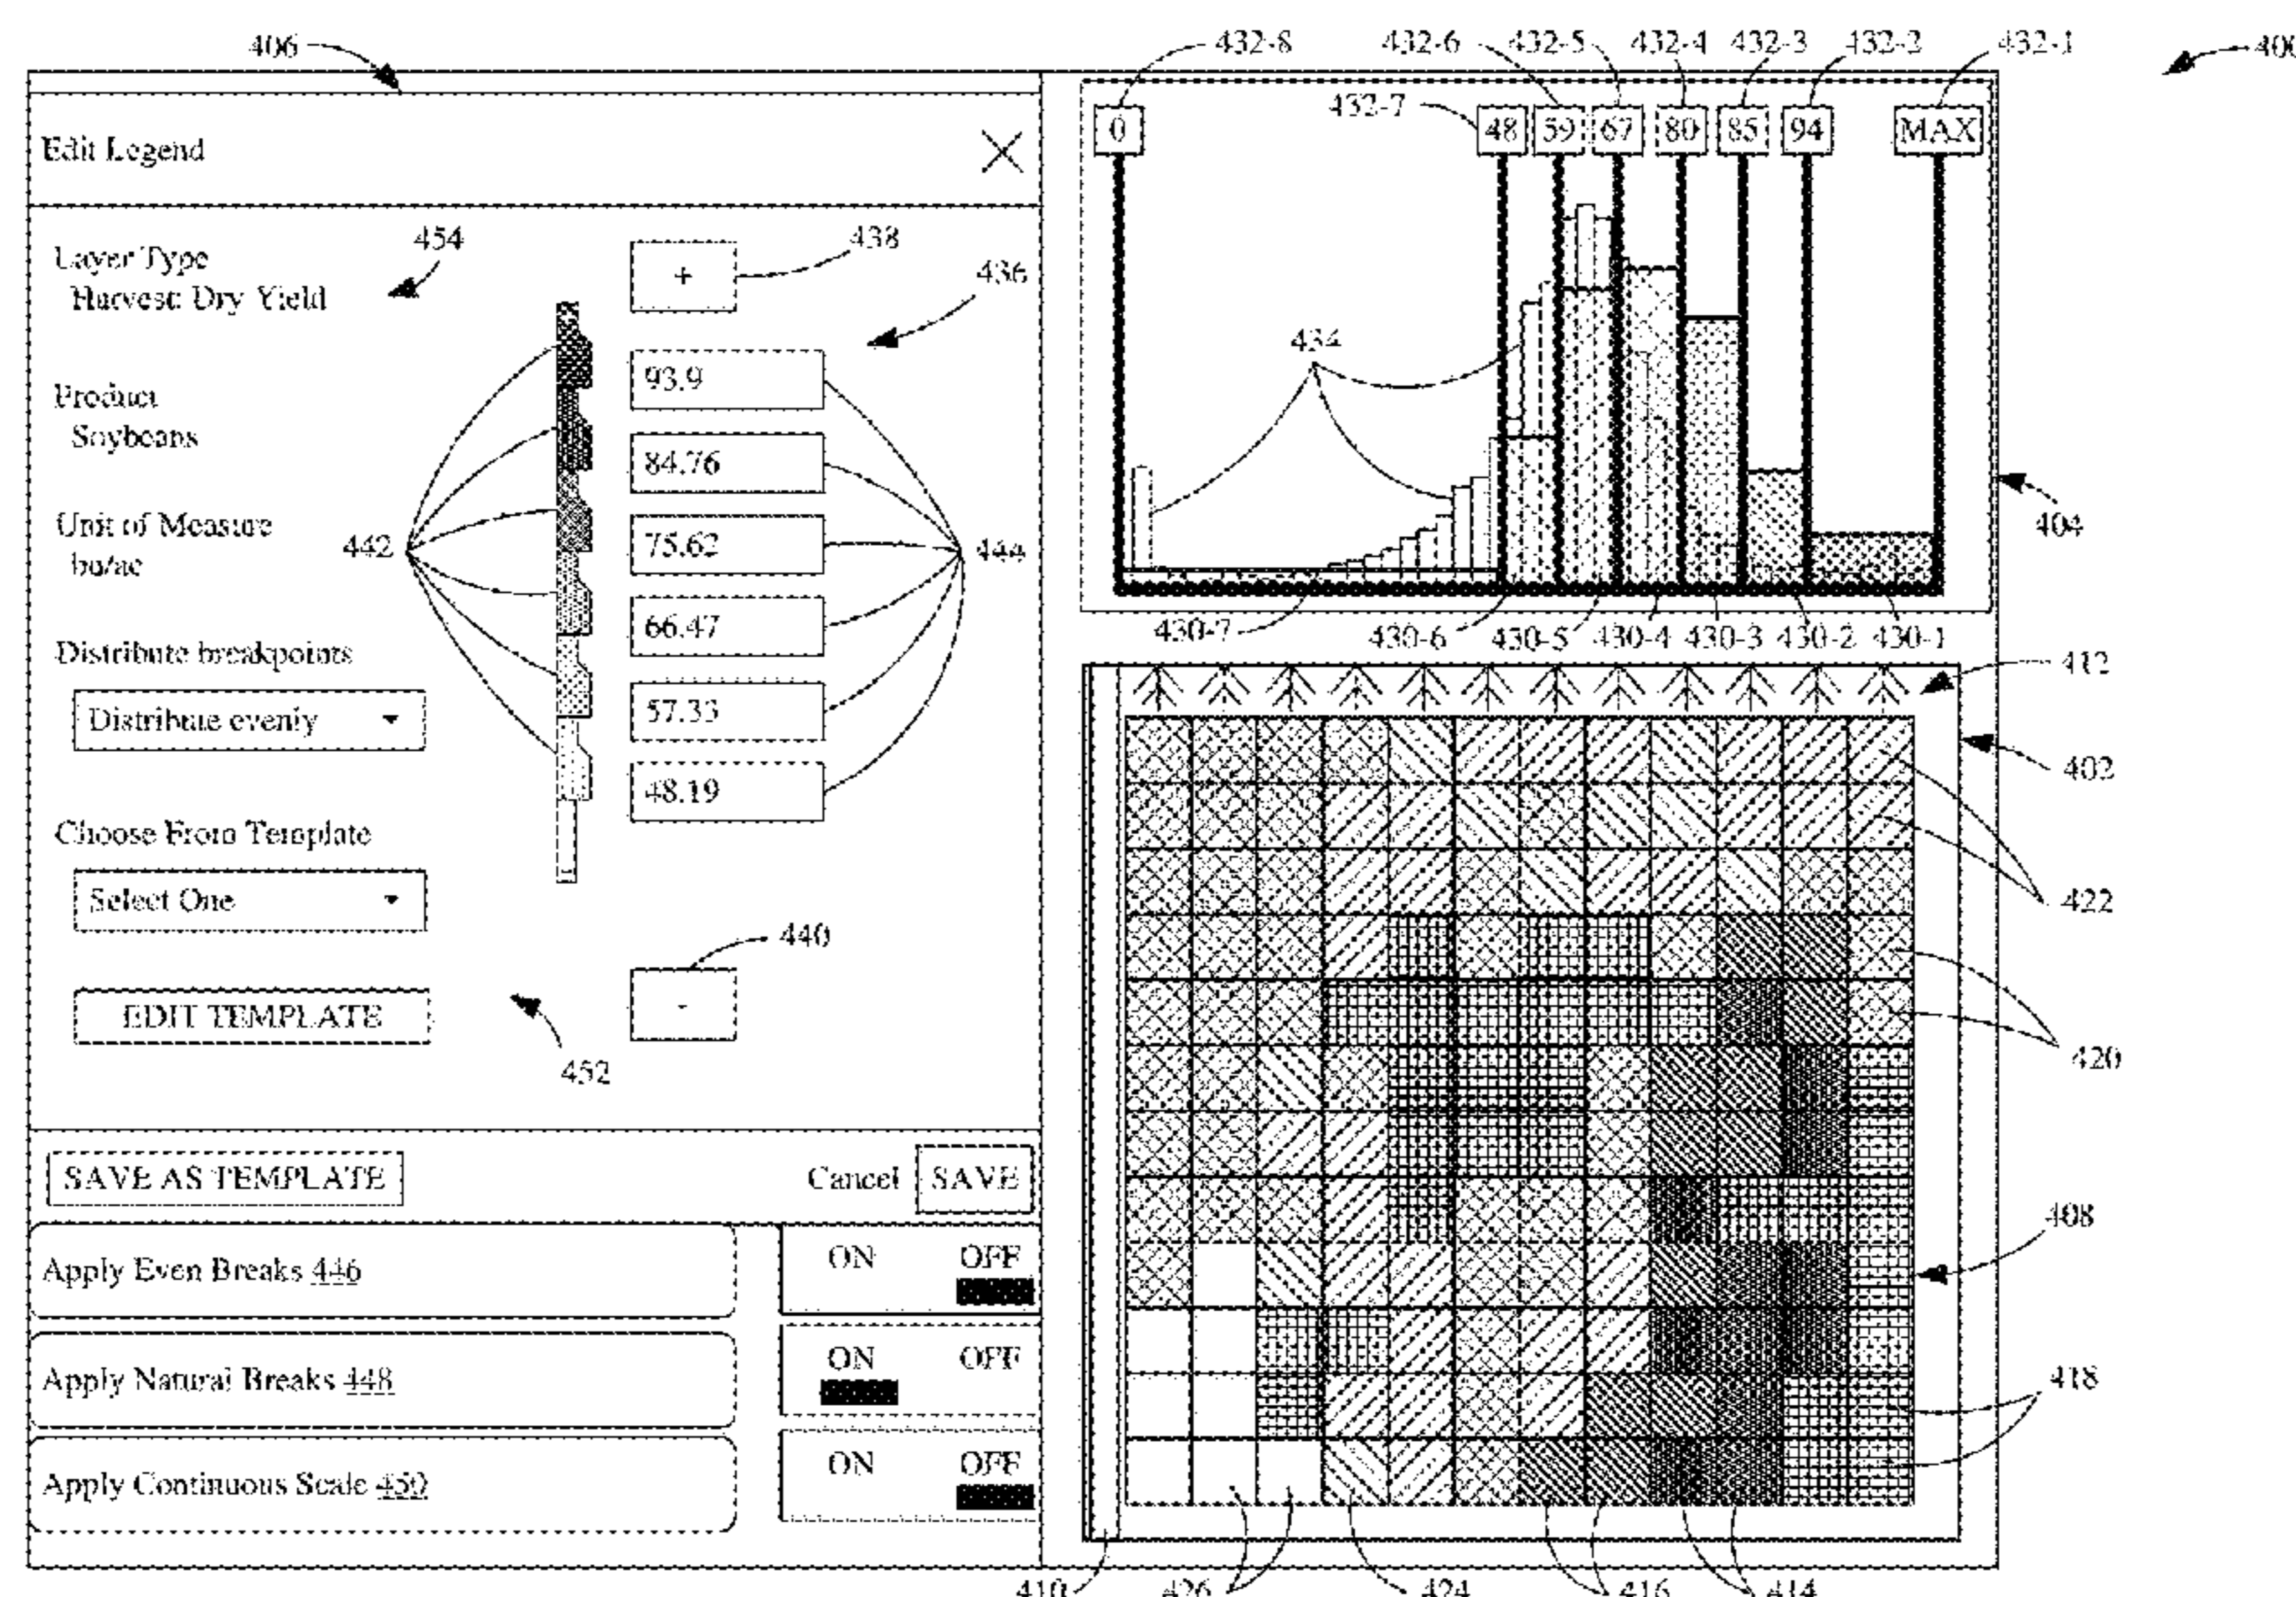 406
432-8
432-6
432-5
432-4
432-3
432-2
432-1
432-7
Edit Legend
0
48
59
67
80
85
94
MAX
Layer Type
Harvest: Dry Yield
454
+
438
436
434
Product
Soybeans
93.9
84.76
75.62
66.47
57.33
48.19
442
444
404
Unit of Measure
bu/ac
430-7
430-6
430-5
430-4
430-3
430-2
430-1
Distribute breakpoints
Distribute evenly
412
402
Choose From Template
Select One
422
440
-
EDIT TEMPLATE
452
420
SAVE AS TEMPLATE
Cancel
SAVE
408
Apply Even Breaks 446
ON
OFF
Apply Natural Breaks 448
ON
OFF
418
Apply Continuous Scale 450
ON
OFF
410
426
424
416
414